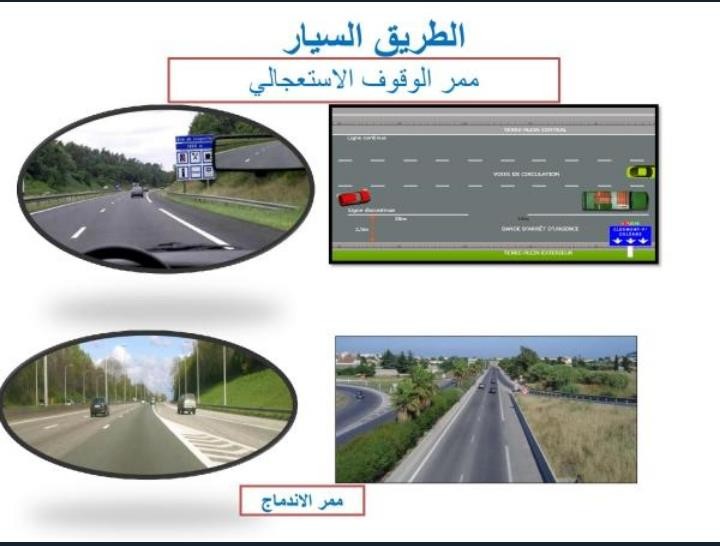 الطريق السيار
ممر الوقوف الاستعجالي
TERRE-PLEIN CENTRAL
Ligne continue
VOIES DE CIRCULATION
Ligne discontinue
BANDE D'ARRÊT D'URGENCE
TERRE-PLEIN EXTERIEUR
ممر الاندماج